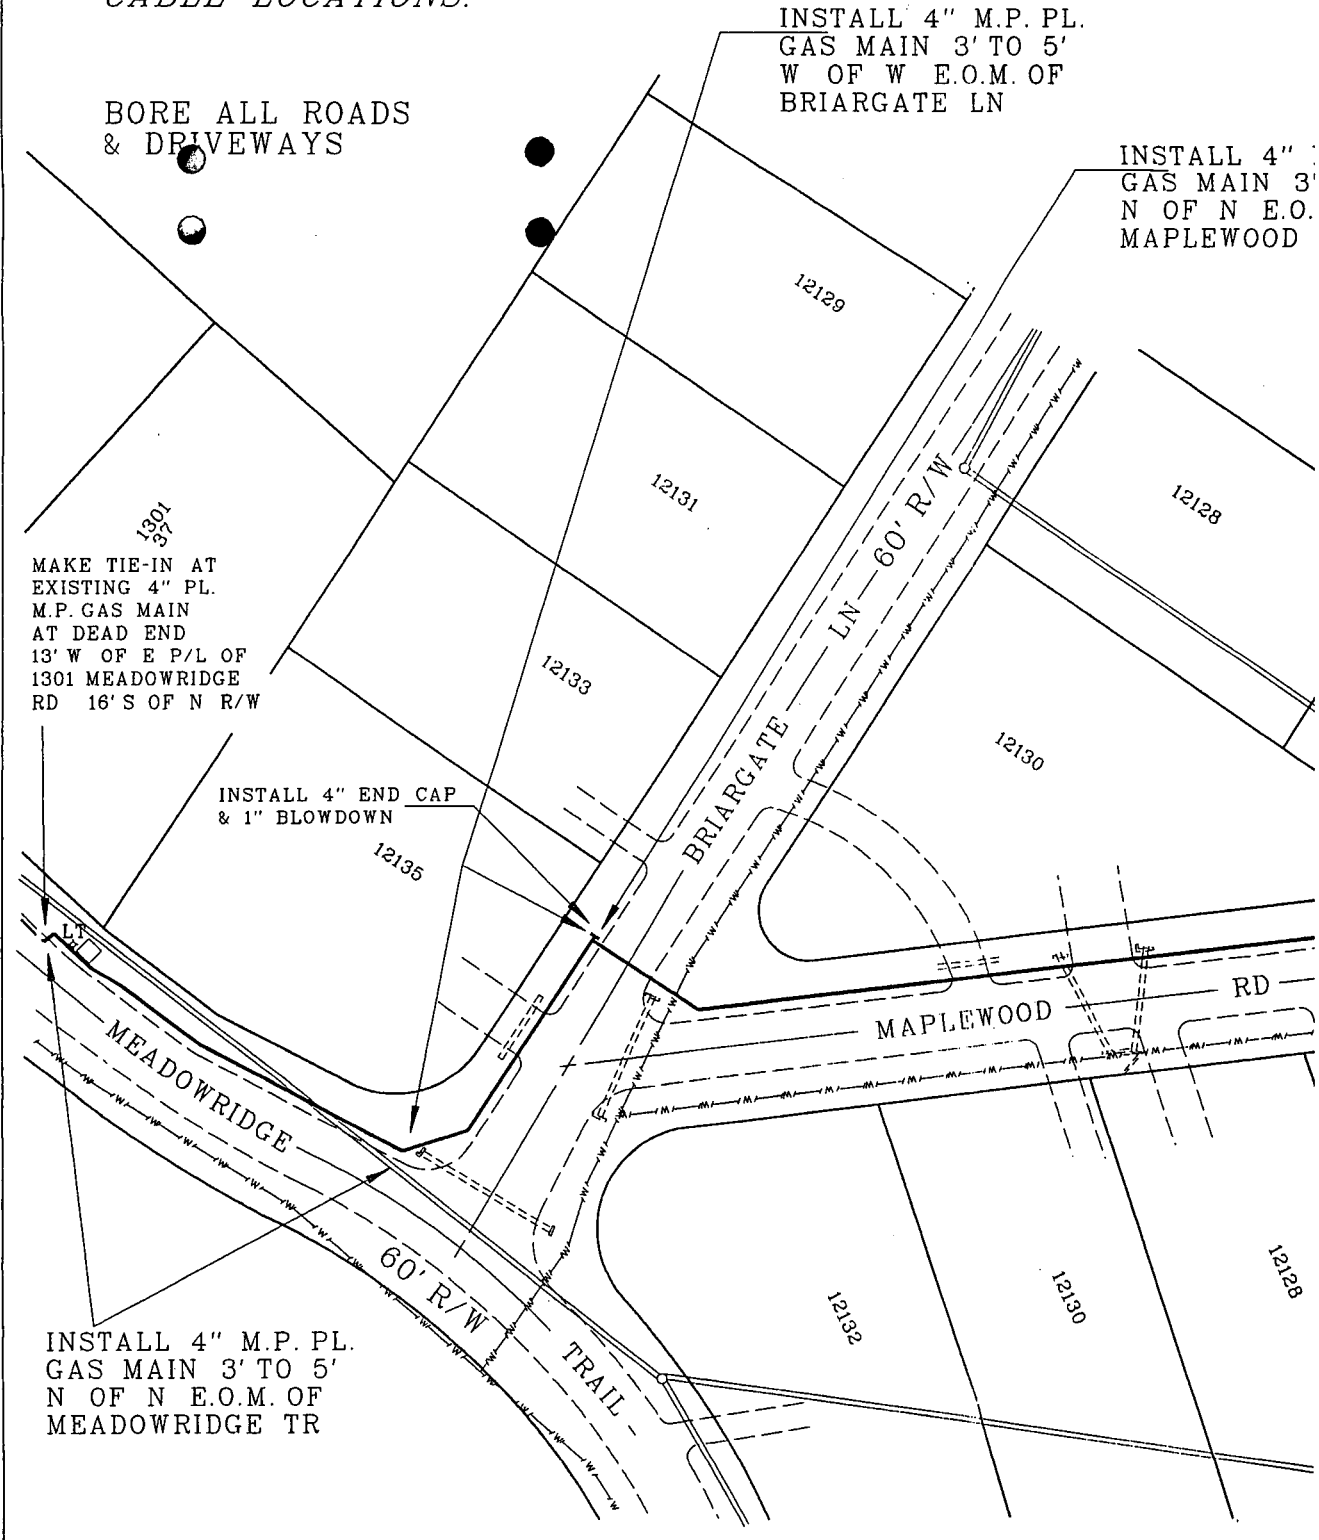 CABLE LOCATIONS.
INSTALL 4" M.P. PL.
GAS MAIN 3' TO 5'
W OF W E.O.M. OF
BRIARGATE LN
BORE ALL ROADS
& DRIVEWAYS
INSTALL 4"
GAS MAIN 3'
N OF N E.O.
MAPLEWOOD
12129
12131
12128
60' R/W
1301
37
MAKE TIE-IN AT
EXISTING 4" PL.
M.P. GAS MAIN
AT DEAD END
13' W OF E P/L OF
1301 MEADOWRIDGE
RD 16' S OF N R/W
LN
12133
BRIARGATE
12130
INSTALL 4" END CAP
& 1" BLOWDOWN
12135
LT
MEADOWRIDGE
MAPLEWOOD
RD
60' R/W
TRAIL
12132
12130
12128
INSTALL 4" M.P. PL.
GAS MAIN 3' TO 5'
N OF N E.O.M. OF
MEADOWRIDGE TR